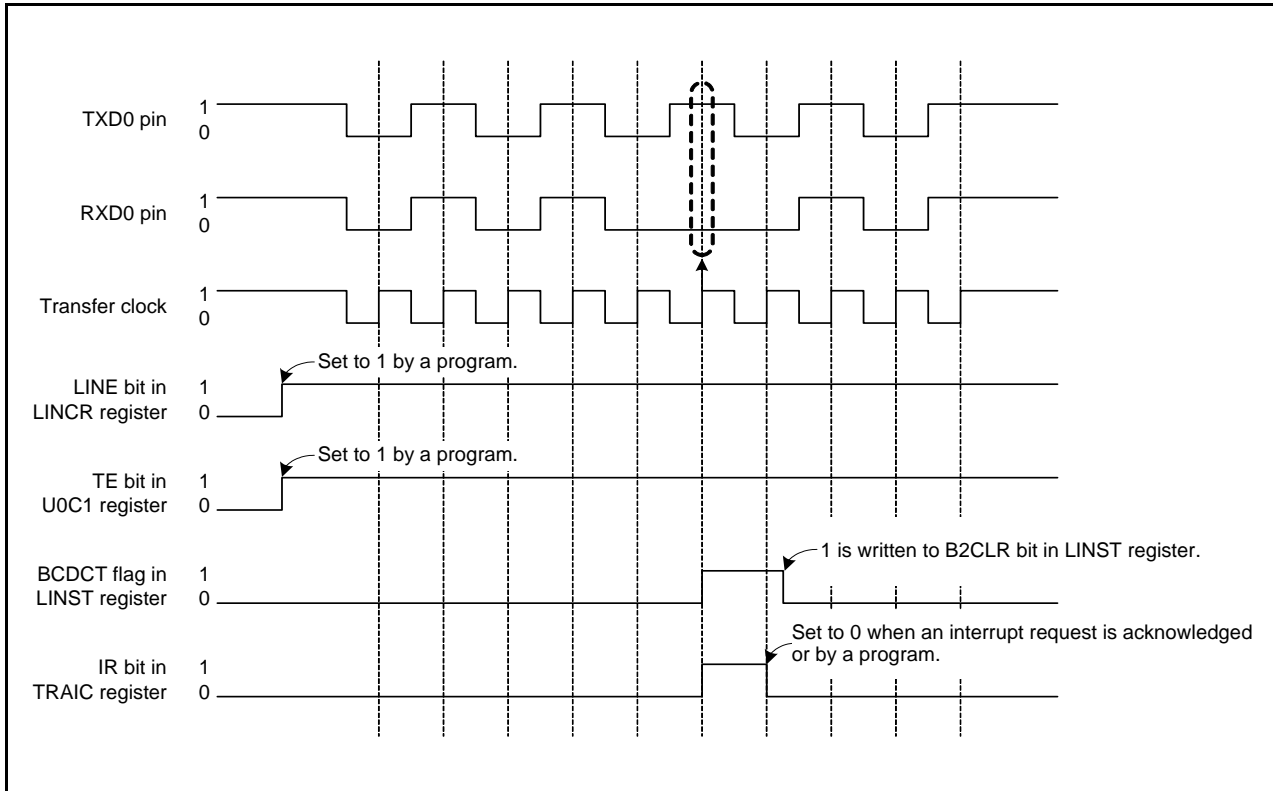 TXD0 pin
1
0
RXD0 pin
1
0
Transfer clock
1
0
Set to 1 by a program.
LINE bit in
LINCR register
1
0
Set to 1 by a program.
TE bit in
U0C1 register
1
0
1 is written to B2CLR bit in LINST register.
BCDCT flag in
LINST register
1
0
Set to 0 when an interrupt request is acknowledged
or by a program.
IR bit in
TRAIC register
1
0